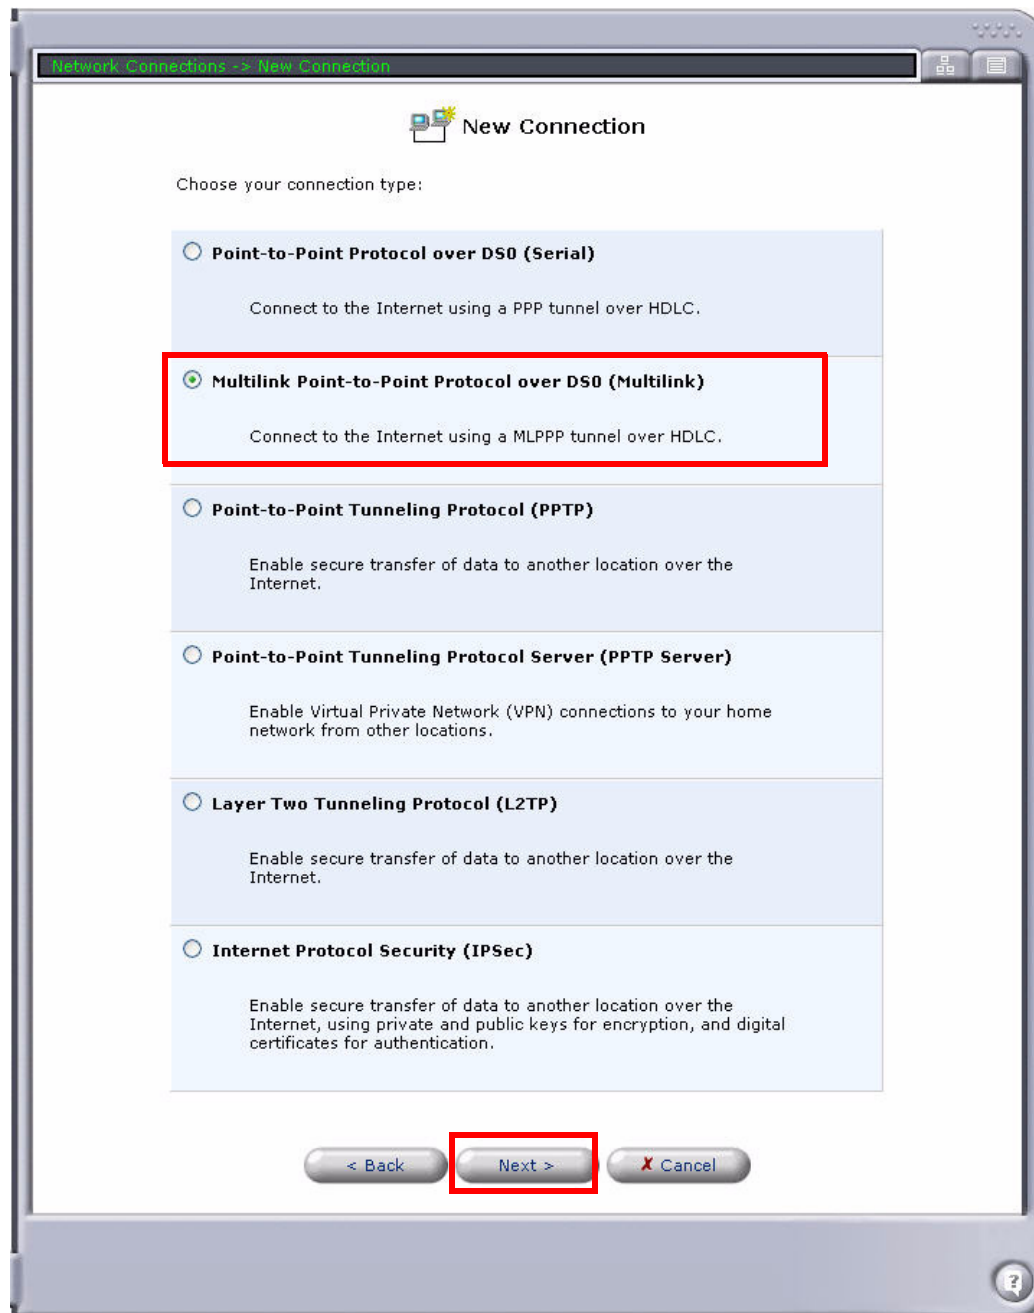 Network Connections -> New Connection
New Connection
Choose your connection type:
Point-to-Point Protocol over DS0 (Serial)
Connect to the Internet using a PPP tunnel over HDLC.
Multilink Point-to-Point Protocol over DS0 (Multilink)
Connect to the Internet using a MLPPP tunnel over HDLC.
Point-to-Point Tunneling Protocol (PPTP)
Enable secure transfer of data to another location over the
Internet.
Point-to-Point Tunneling Protocol Server (PPTP Server)
Enable Virtual Private Network (VPN) connections to your home
network from other locations.
Layer Two Tunneling Protocol (L2TP)
Enable secure transfer of data to another location over the
Internet.
Internet Protocol Security (IPSec)
Enable secure transfer of data to another location over the
Internet, using private and public keys for encryption, and digital
certificates for authentication.
< Back
Next >
✗ Cancel
?